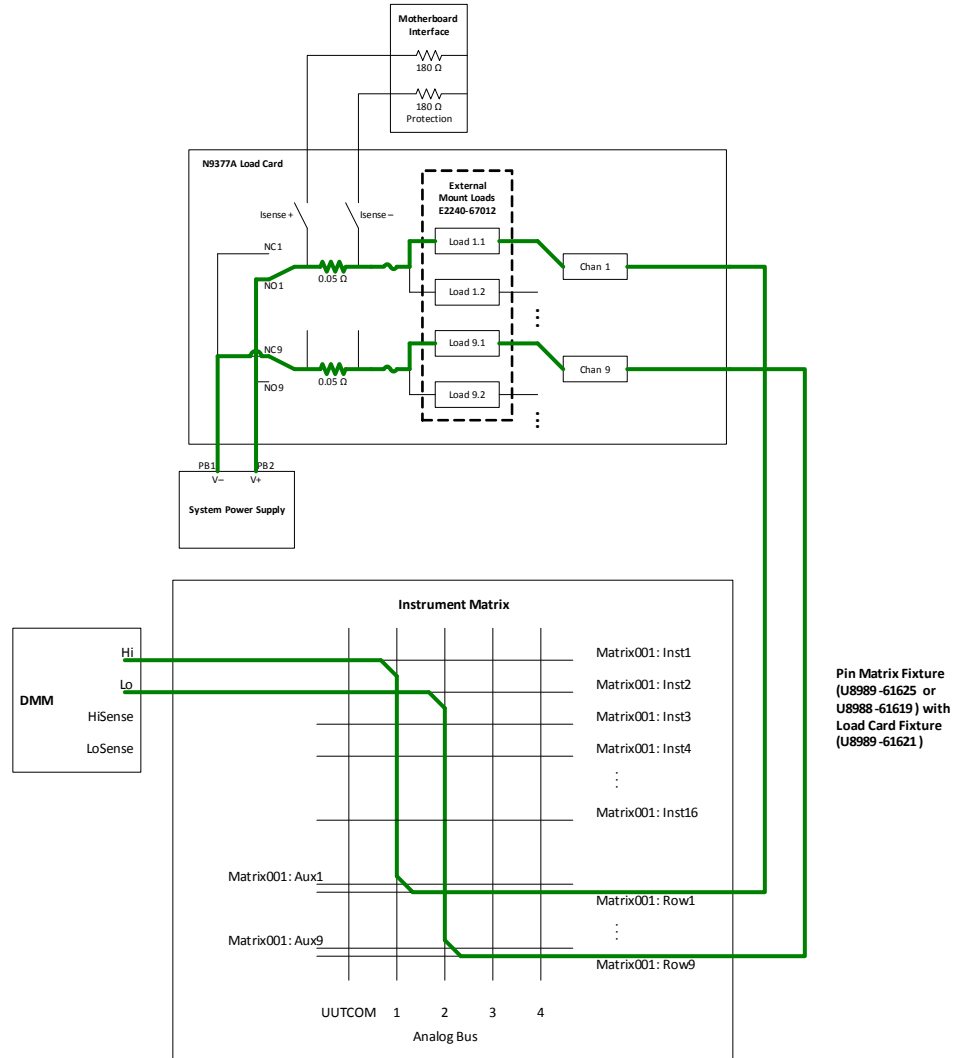 Motherboard
Interface
180 Ω
180 Ω
Protection
N9377A Load Card
External
Mount Loads
E2240-67012
Isense +
Isense –
Load 1.1
NC1
Chan 1
NO1
0.05 Ω
Load 1.2
Load 9.1
NC9
Chan 9
NO9
0.05 Ω
Load 9.2
PB1
PB2
V–
V+
System Power Supply
Instrument Matrix
Hi
Matrix001: Inst1
Lo
Matrix001: Inst2
DMM
HiSense
Matrix001: Inst3
LoSense
Matrix001: Inst4
Matrix001: Inst16
Pin Matrix Fixture
(U8989-61625 or
U8988-61619) with
Load Card Fixture
(U8989-61621)
Matrix001: Aux1
Matrix001: Row1
Matrix001: Aux9
Matrix001: Row9
UUTCOM 1 2 3 4
Analog Bus